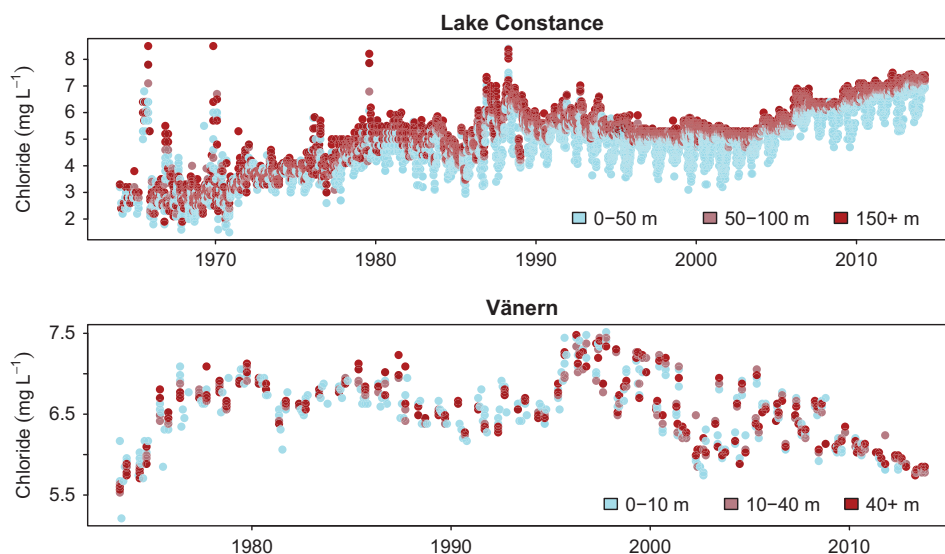 Lake Constance
Chloride (mg L⁻¹)
8
7
6
5
4
3
2
0−50 m 50−100 m 150+ m
1970 1980 1990 2000 2010
Vänern
Chloride (mg L⁻¹)
7.5
6.5
5.5
0−10 m 10−40 m 40+ m
1980 1990 2000 2010